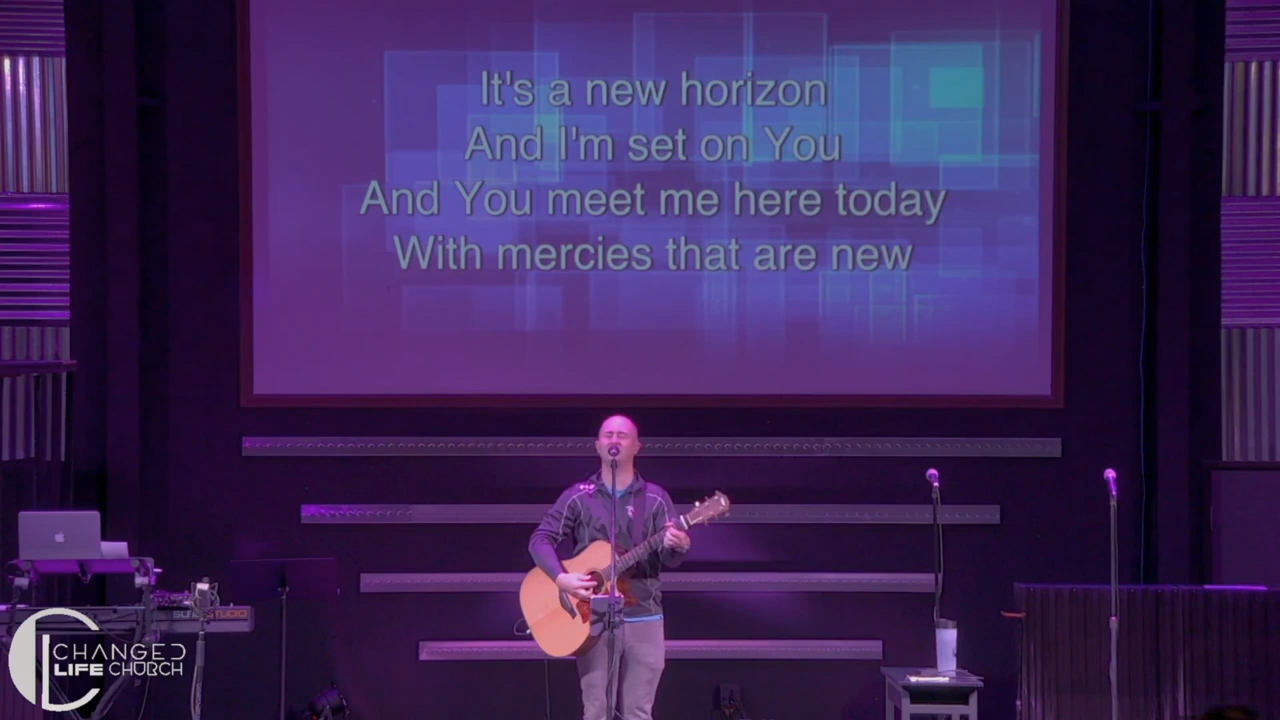 It's a new horizon
And I'm set on You
And You meet me here today
With mercies that are new
STUDIO
CHANGED
LIFE CHURCH